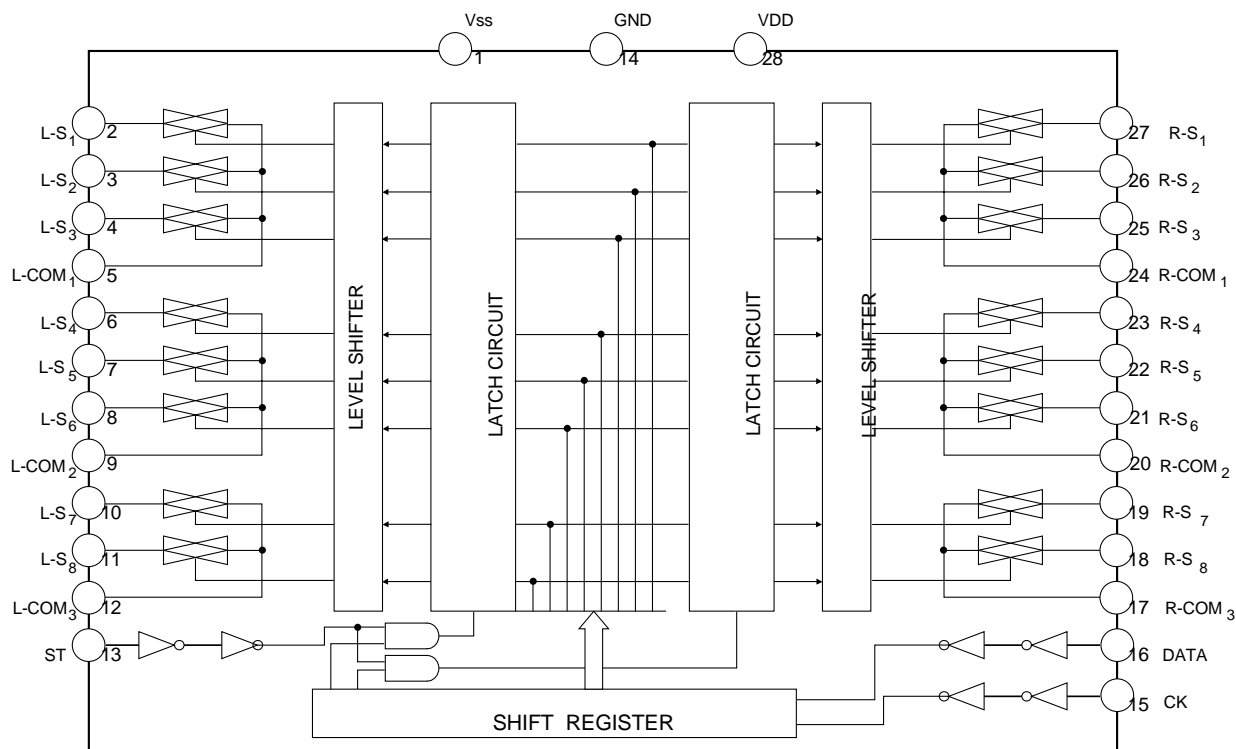 Vss GND VDD
1 14 28
L-S1 2
L-S2 3
L-S3 4
L-COM1 5
L-S4 6
L-S5 7
L-S6 8
L-COM2 9
L-S7 10
L-S8 11
L-COM3 12
ST 13
LEVEL SHIFTER
LATCH CIRCUIT
LATCH CIRCUIT
LEVEL SHIFTER
27 R-S1
26 R-S2
25 R-S3
24 R-COM1
23 R-S4
22 R-S5
21 R-S6
20 R-COM2
19 R-S7
18 R-S8
17 R-COM3
16 DATA
15 CK
SHIFT REGISTER